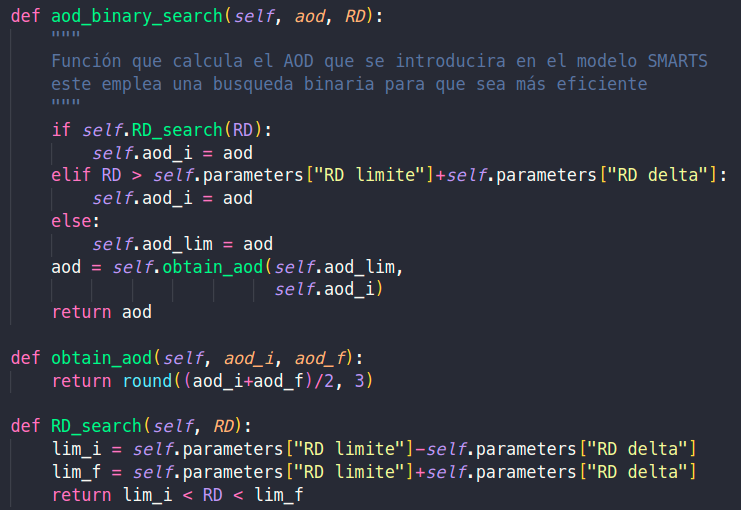 def aod_binary_search(self, aod, RD):
"""
Función que calcula el AOD que se introducira en el modelo SMARTS
este emplea una busqueda binaria para que sea más eficiente
"""
if self.RD_search(RD):
self.aod_i = aod
elif RD > self.parameters["RD limite"]+self.parameters["RD delta"]:
self.aod_i = aod
else:
self.aod_lim = aod
aod = self.obtain_aod(self.aod_lim,
self.aod_i)
return aod
def obtain_aod(self, aod_i, aod_f):
return round((aod_i+aod_f)/2, 3)
def RD_search(self, RD):
lim_i = self.parameters["RD limite"]-self.parameters["RD delta"]
lim_f = self.parameters["RD limite"]+self.parameters["RD delta"]
return lim_i < RD < lim_f